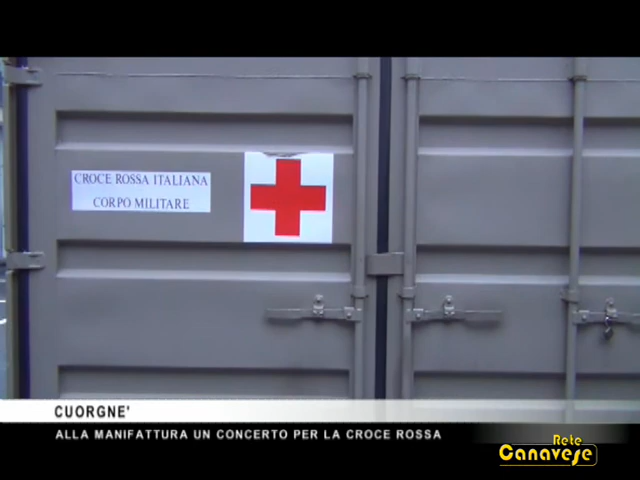 CROCE ROSSA ITALIANA
CORPO MILITARE
CUORGNE'
ALLA MANIFATTURA UN CONCERTO PER LA CROCE ROSSA
Rete
Canavese